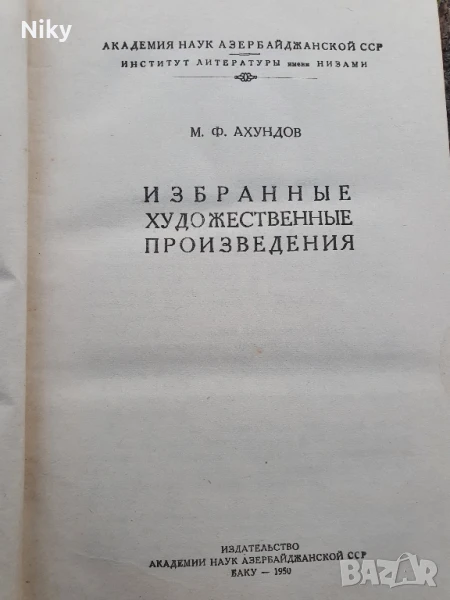 Niky
АКАДЕМИЯ НАУК АЗЕРБАЙДЖАНСКОЙ ССР
ИНСТИТУТ ЛИТЕРАТУРЫ имени НИЗАМИ
М. Ф. АХУНДОВ
ИЗБРАННЫЕ
ХУДОЖЕСТВЕННЫЕ
ПРОИЗВЕДЕНИЯ
ИЗДАТЕЛЬСТВО
АКАДЕМИИ НАУК АЗЕРБАЙДЖАНСКОЙ ССР
БАКУ — 1950
BAZAR